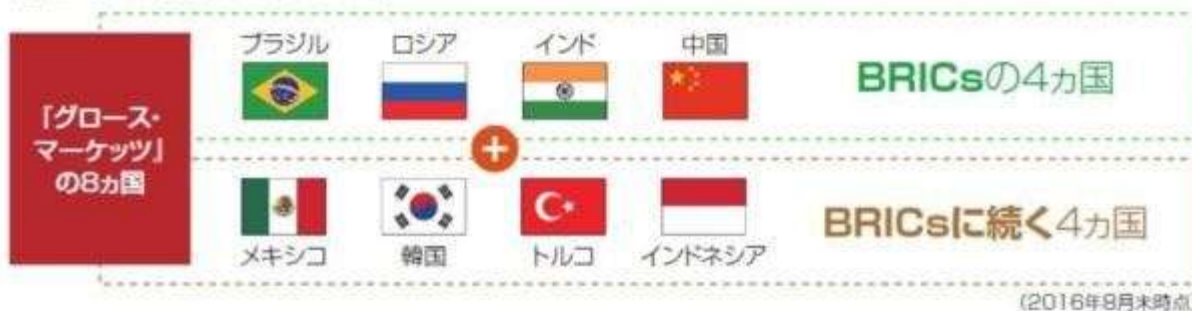 ブラジル ロシア インド 中国
BRICsの4ヵ国
「グロース・
マーケッツ」
の8ヵ国
メキシコ 韓国 トルコ インドネシア
BRICsに続く4ヵ国
(2016年8月末時点